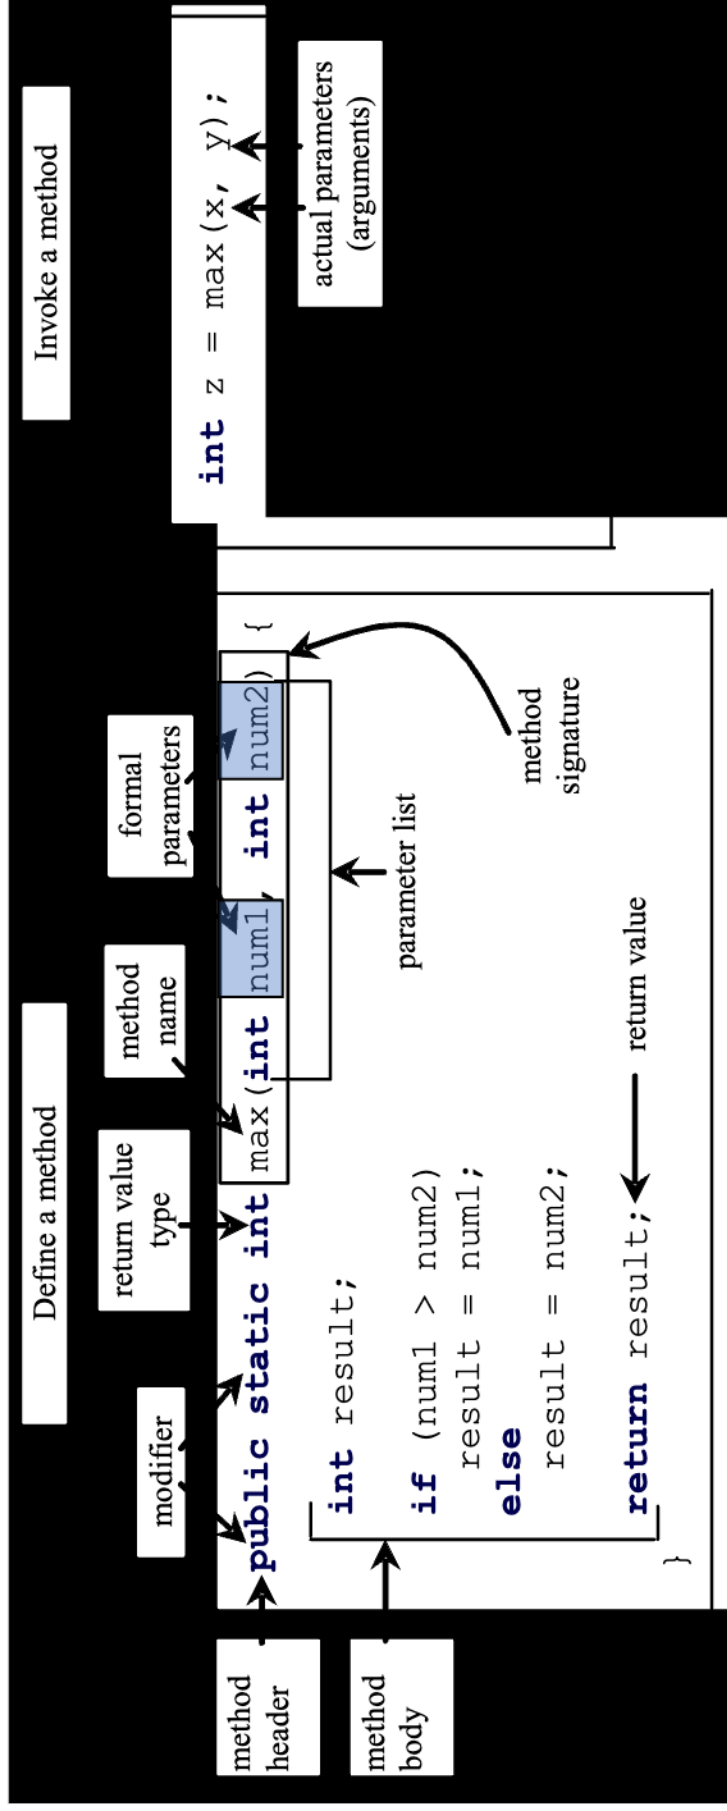 Define a method
Invoke a method
modifier
return value
type
method
name
formal
parameters
method
header
public static int max(int num1, int num2) {
int z = max(x, y);
actual parameters
(arguments)
parameter list
method
signature
method
body
int result;
if (num1 > num2)
result = num1;
else
result = num2;
return result;
return value
}